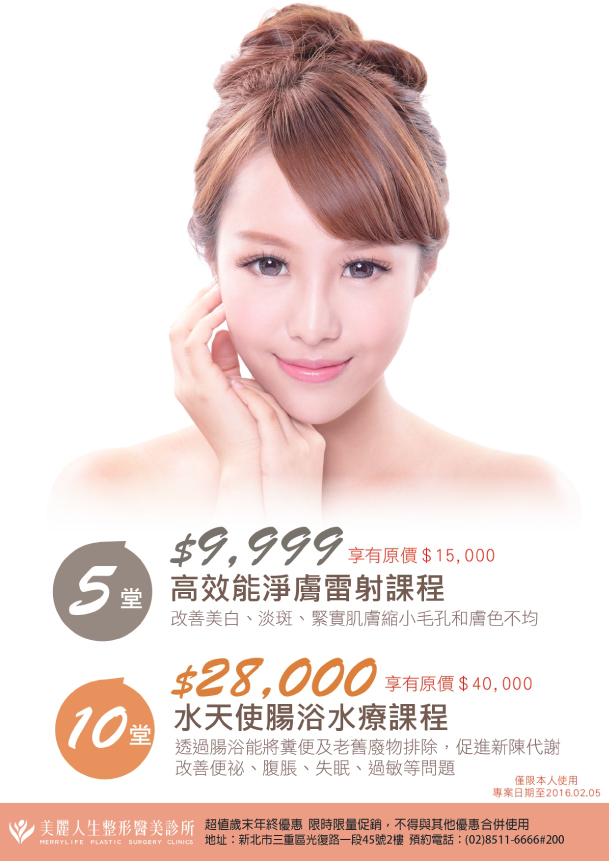 5堂
$9,999 享有原價$15,000
高效能淨膚雷射課程
改善美白、淡斑、緊實肌膚縮小毛孔和膚色不均
10堂
$28,000 享有原價$40,000
水天使腸浴水療課程
透過腸浴能將糞便及老舊廢物排除，促進新陳代謝
改善便祕、腹脹、失眠、過敏等問題
僅限本人使用
專案日期至2016.02.05
美麗人生整形醫美診所
MERRYLIFE PLASTIC SURGERY CLINICS
超值歲末年終優惠 限時限量促銷，不得與其他優惠合併使用
地址：新北市三重區光復路一段45號2樓 預約電話：(02)8511-6666#200